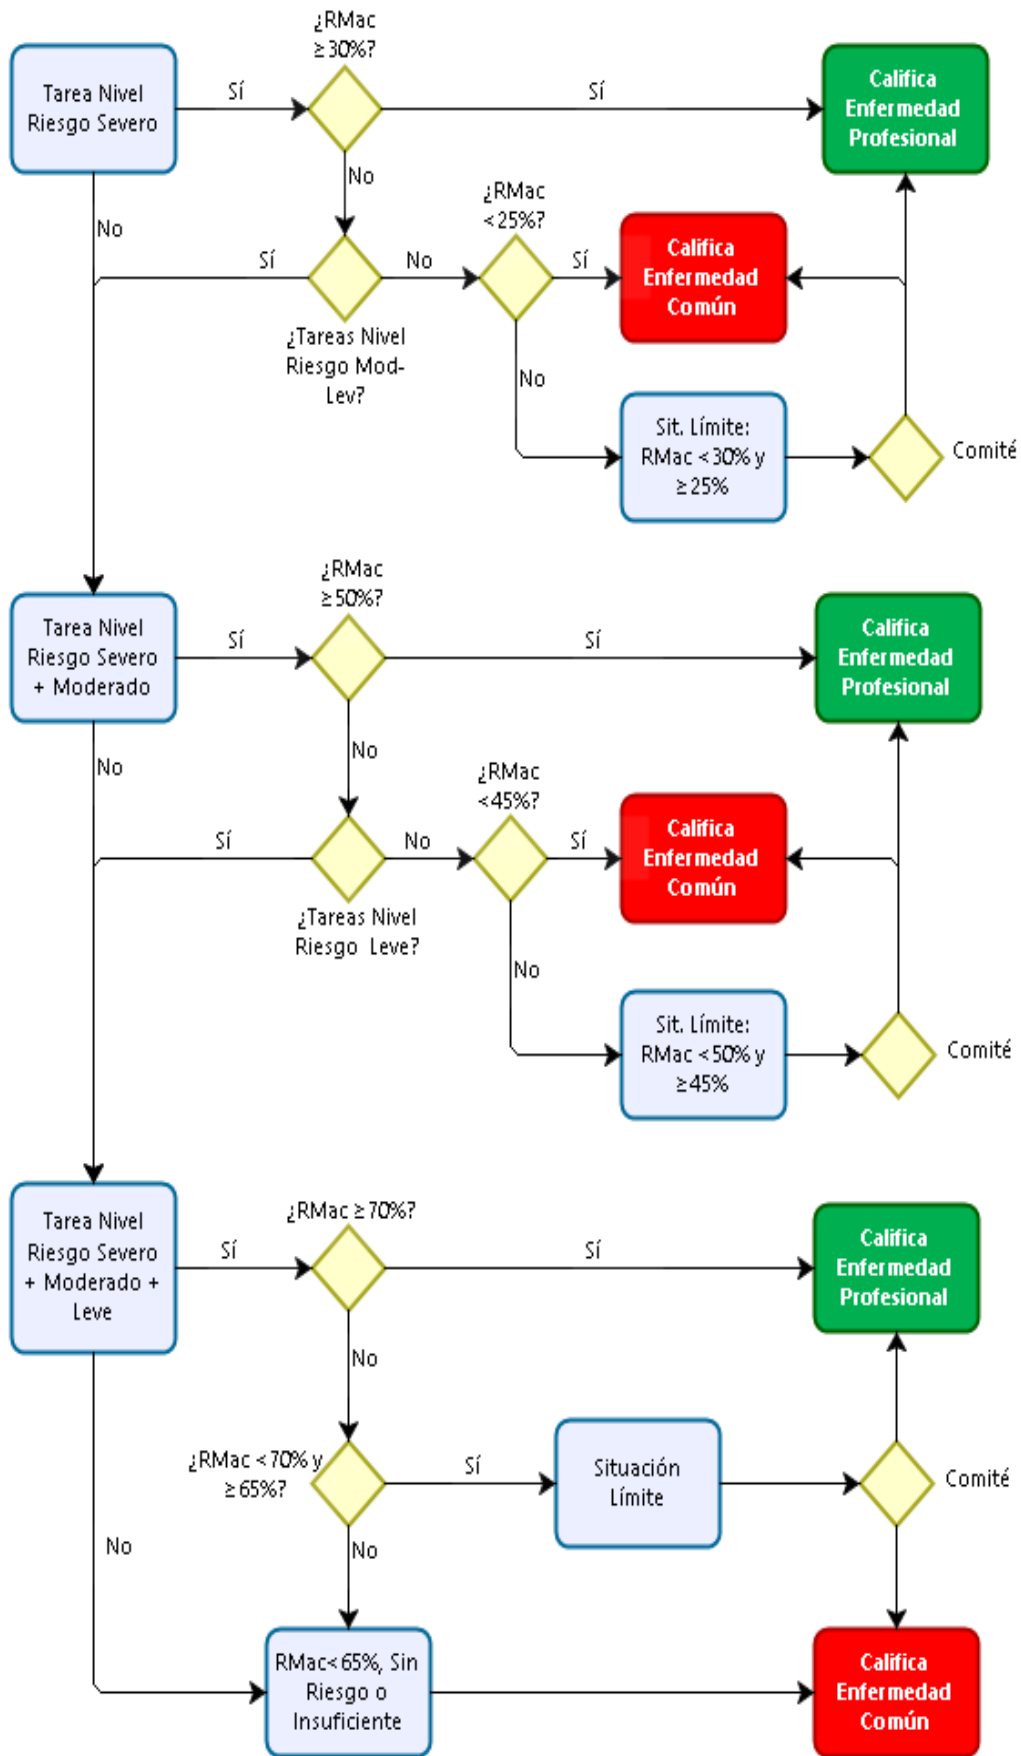 ¿RMac
≥30%?
Tarea Nivel
Riesgo Severo
Sí
Sí
Califica
Enfermedad
Profesional
No
No
¿RMac
<25%?
Sí
No
Sí
Califica
Enfermedad
Común
¿Tareas Nivel
Riesgo Mod-
Lev?
No
Sit. Límite:
RMac <30% y
≥25%
Comité
¿RMac
≥50%?
Tarea Nivel
Riesgo Severo
+ Moderado
Sí
Sí
Califica
Enfermedad
Profesional
No
No
¿RMac
<45%?
Sí
No
Sí
Califica
Enfermedad
Común
¿Tareas Nivel
Riesgo Leve?
No
Sit. Límite:
RMac <50% y
≥45%
Comité
¿RMac ≥70%?
Tarea Nivel
Riesgo Severo
+ Moderado +
Leve
Sí
Sí
Califica
Enfermedad
Profesional
No
¿RMac <70% y
≥65%?
Sí
Situación
Límite
Comité
No
No
RMac<65%, Sin
Riesgo o
Insuficiente
Califica
Enfermedad
Común